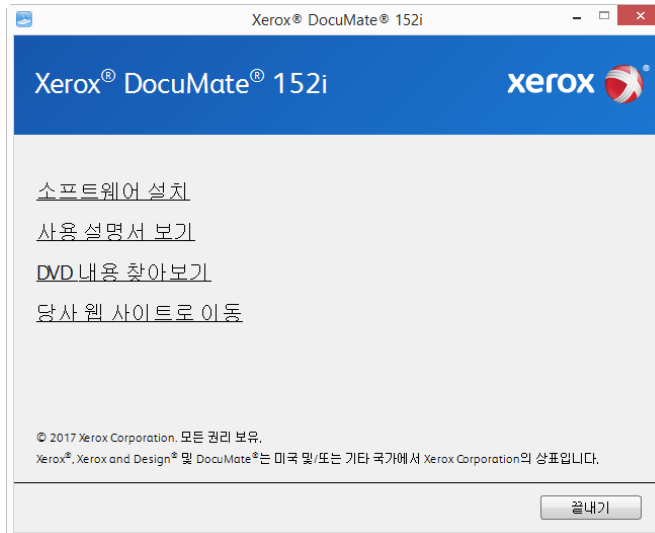 Xerox® DocuMate® 152i
Xerox® DocuMate® 152i
xerox®
소프트웨어 설치
사용 설명서 보기
DVD 내용 찾아보기
당사 웹 사이트로 이동
© 2017 Xerox Corporation. 모든 권리 보유.
Xerox®, Xerox and Design® 및 DocuMate®는 미국 및/또는 기타 국가에서 Xerox Corporation의 상표입니다.
끝내기